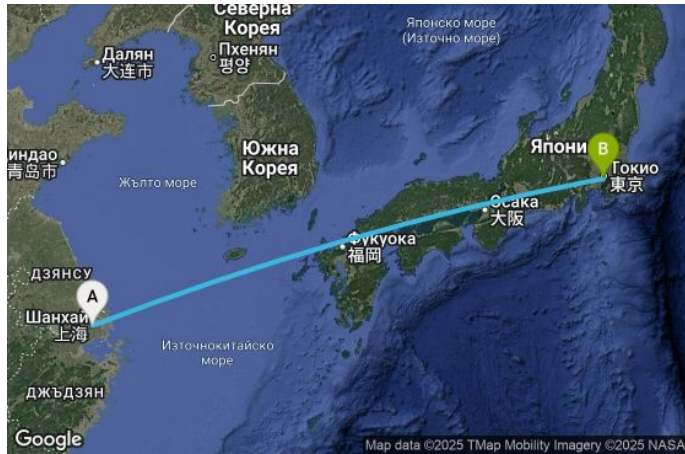 Северна
Корея
Японско море
(Източно море)
Далян
大连市
Пхенян
평양
Южна
Корея
Япони
B
Токио
東京
индао
青岛市
Жълто море
Осака
大阪
Фукуока
福岡
ДЗЯНСУ
A
Шанхай
上海
Източнокитайско
море
ДЖЪДЗЯН
Google
Map data ©2025 TMap Mobility Imagery ©2025 NASA